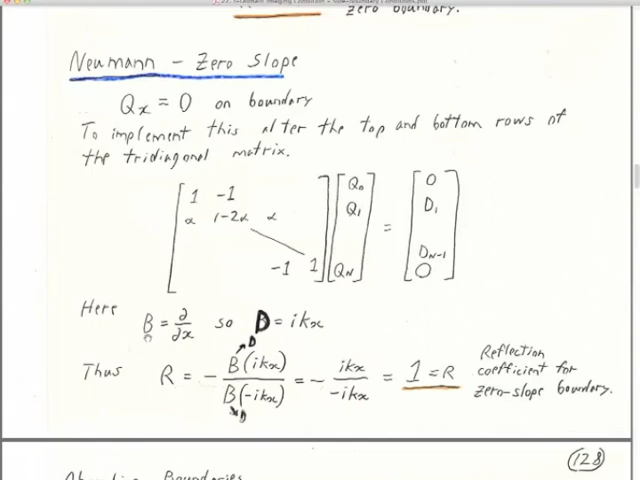 zero boundary.
Neumann - Zero Slope
Qx = 0 on boundary
To implement this alter the top and bottom rows of
the tridiagonal matrix.
1 -1 Q0 0
α 1-2α α Q1 = D1
DN-1
-1 1 QN 0
Here B = ∂/∂x so D = ikx
Thus R = - B(ikx)/B(-ikx) = - ikx/-ikx = 1 = R
D
D
Reflection
coefficient for
zero-slope boundary.
128
Boundaries